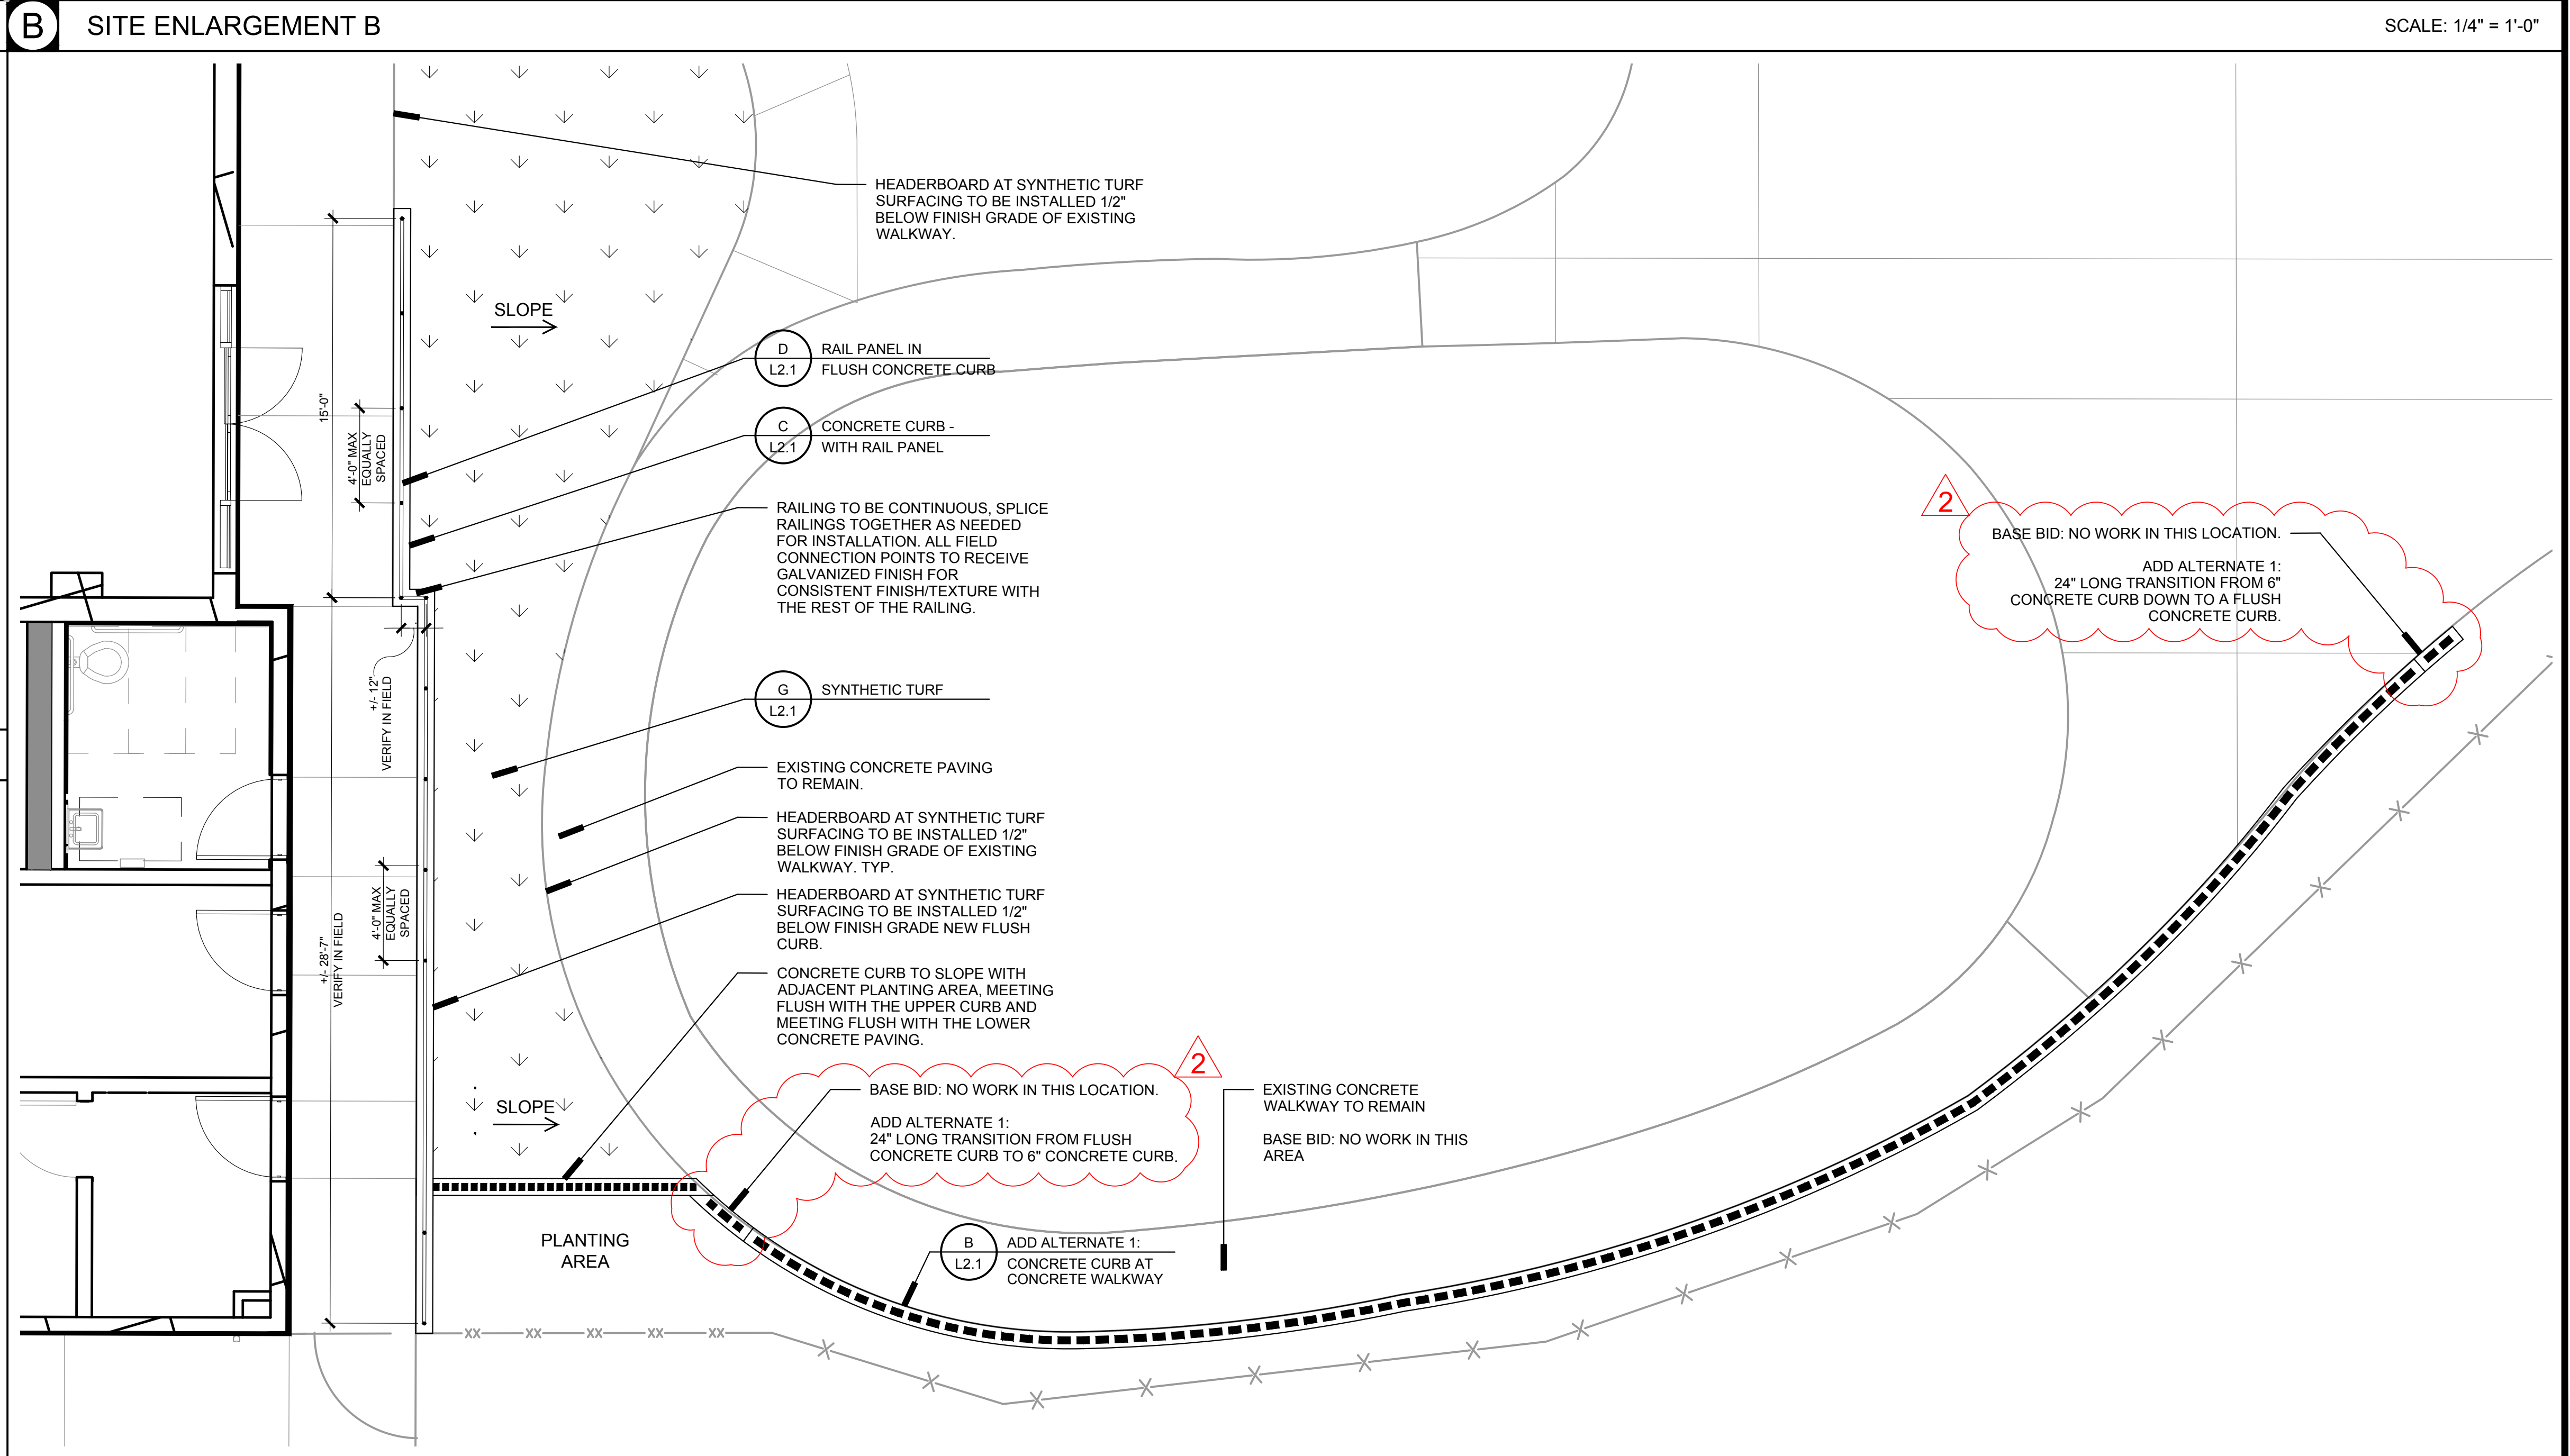 B
SITE ENLARGEMENT B
SCALE: 1/4" = 1'-0"
HEADERBOARD AT SYNTHETIC TURF
SURFACING TO BE INSTALLED 1/2"
BELOW FINISH GRADE OF EXISTING
WALKWAY.
SLOPE
D
L2.1
RAIL PANEL IN
FLUSH CONCRETE CURB
C
L2.1
CONCRETE CURB -
WITH RAIL PANEL
15'-0"
4'-0" MAX
EQUALLY
SPACED
RAILING TO BE CONTINUOUS, SPLICE
RAILINGS TOGETHER AS NEEDED
FOR INSTALLATION. ALL FIELD
CONNECTION POINTS TO RECEIVE
GALVANIZED FINISH FOR
CONSISTENT FINISH/TEXTURE WITH
THE REST OF THE RAILING.
2
BASE BID: NO WORK IN THIS LOCATION.
ADD ALTERNATE 1:
24" LONG TRANSITION FROM 6"
CONCRETE CURB DOWN TO A FLUSH
CONCRETE CURB.
+/- 12"
VERIFY IN FIELD
G
L2.1
SYNTHETIC TURF
EXISTING CONCRETE PAVING
TO REMAIN.
HEADERBOARD AT SYNTHETIC TURF
SURFACING TO BE INSTALLED 1/2"
BELOW FINISH GRADE OF EXISTING
WALKWAY. TYP.
4'-0" MAX
EQUALLY
SPACED
+/- 28'-7"
VERIFY IN FIELD
HEADERBOARD AT SYNTHETIC TURF
SURFACING TO BE INSTALLED 1/2"
BELOW FINISH GRADE NEW FLUSH
CURB.
CONCRETE CURB TO SLOPE WITH
ADJACENT PLANTING AREA, MEETING
FLUSH WITH THE UPPER CURB AND
MEETING FLUSH WITH THE LOWER
CONCRETE PAVING.
2
BASE BID: NO WORK IN THIS LOCATION.
ADD ALTERNATE 1:
24" LONG TRANSITION FROM FLUSH
CONCRETE CURB TO 6" CONCRETE CURB.
EXISTING CONCRETE
WALKWAY TO REMAIN
BASE BID: NO WORK IN THIS
AREA
SLOPE
PLANTING
AREA
B
L2.1
ADD ALTERNATE 1:
CONCRETE CURB AT
CONCRETE WALKWAY